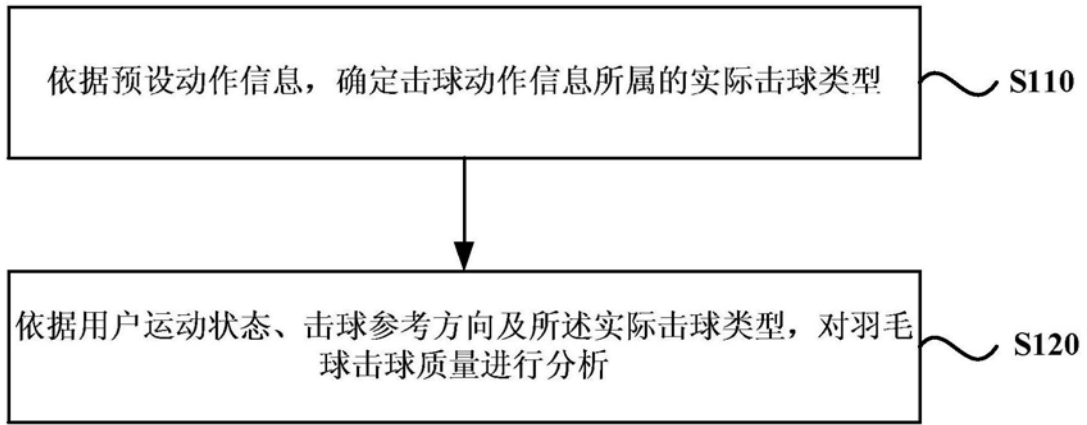 依据预设动作信息，确定击球动作信息所属的实际击球类型
S110
依据用户运动状态、击球参考方向及所述实际击球类型，对羽毛
球击球质量进行分析
S120